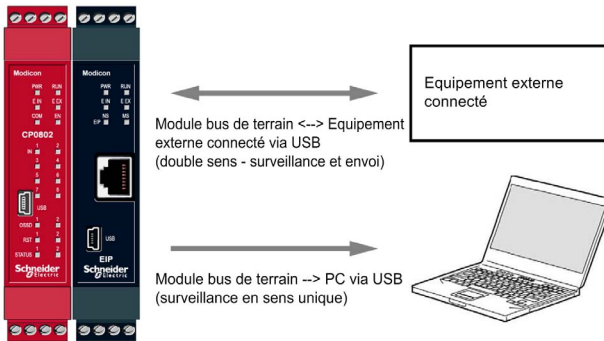 Modicon
PWR RUN
E IN E EX
COM EN
CP0802
1 2
IN
3 4
5 6
7 8
USB
1 2
OSSD
1 2
RST
1 2
STATUS
Schneider
Electric
Modicon
PWR RUN
E IN E EX
NS MS
EIP
USB
EIP
Schneider
Electric
Module bus de terrain <--> Equipement
externe connecté via USB
(double sens - surveillance et envoi)
Equipement externe
connecté
Module bus de terrain --> PC via USB
(surveillance en sens unique)